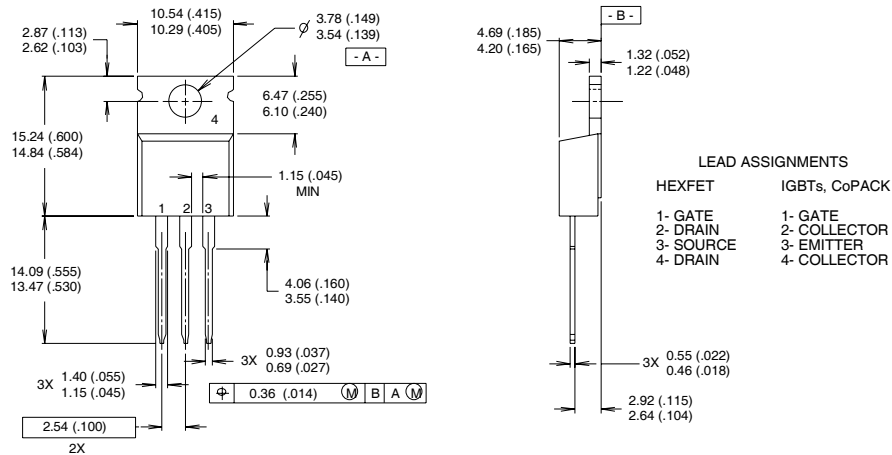 10.54 (.415)
10.29 (.405)
3.78 (.149)
3.54 (.139)
- A -
2.87 (.113)
2.62 (.103)
6.47 (.255)
6.10 (.240)
4
15.24 (.600)
14.84 (.584)
1.15 (.045)
MIN
1 2 3
14.09 (.555)
13.47 (.530)
4.06 (.160)
3.55 (.140)
3X 0.93 (.037)
0.69 (.027)
3X 1.40 (.055)
1.15 (.045)
⌖ 0.36 (.014) Ⓜ B A Ⓜ
2.54 (.100)
2X
- B -
4.69 (.185)
4.20 (.165)
1.32 (.052)
1.22 (.048)
3X 0.55 (.022)
0.46 (.018)
2.92 (.115)
2.64 (.104)
LEAD ASSIGNMENTS
HEXFET
1- GATE
2- DRAIN
3- SOURCE
4- DRAIN
IGBTs, CoPACK
1- GATE
2- COLLECTOR
3- EMITTER
4- COLLECTOR